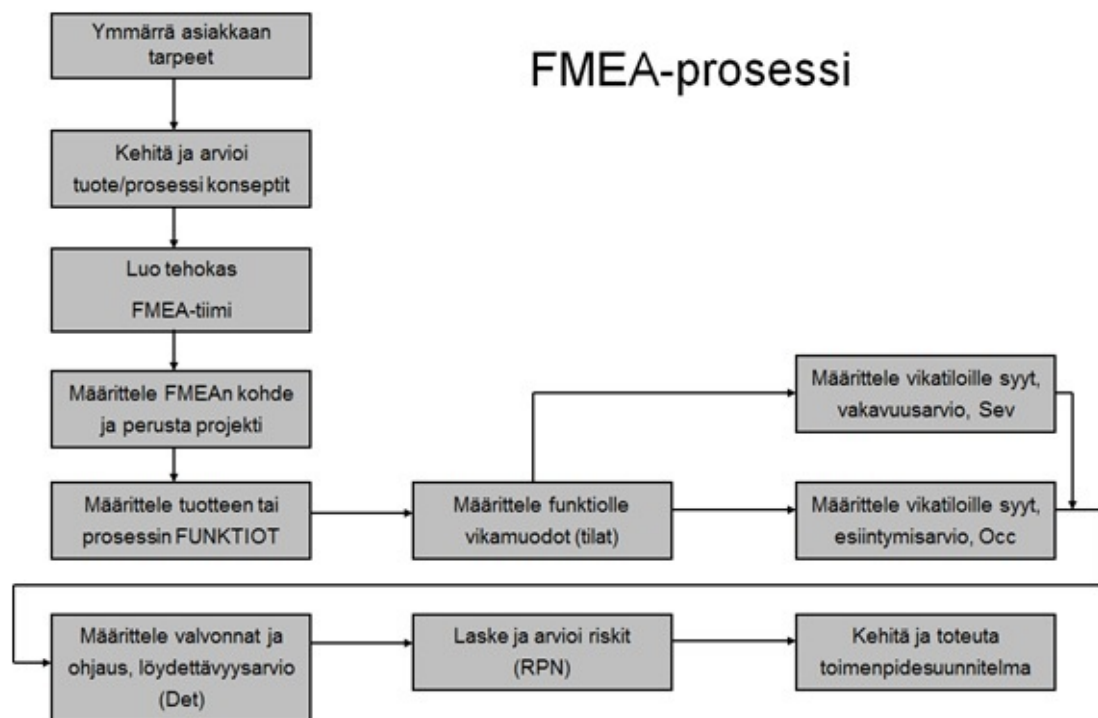 FMEA-prosessi
Ymmärrä asiakkaan
tarpeet
Kehitä ja arvioi
tuote/prosessi konseptit
Luo tehokas
FMEA-tiimi
Määrittele FMEAn kohde
ja perusta projekti
Määrittele tuotteen tai
prosessin FUNKTIOT
Määrittele funktiolle
vikamuodot (tilat)
Määrittele vikatiloille syyt,
vakavuusarvio, Sev
Määrittele vikatiloille syyt,
esiintymisarvio, Occ
Määrittele valvonnat ja
ohjaus, löydettävyysarvio
(Det)
Laske ja arvioi riskit
(RPN)
Kehitä ja toteuta
toimenpidesuunnitelma